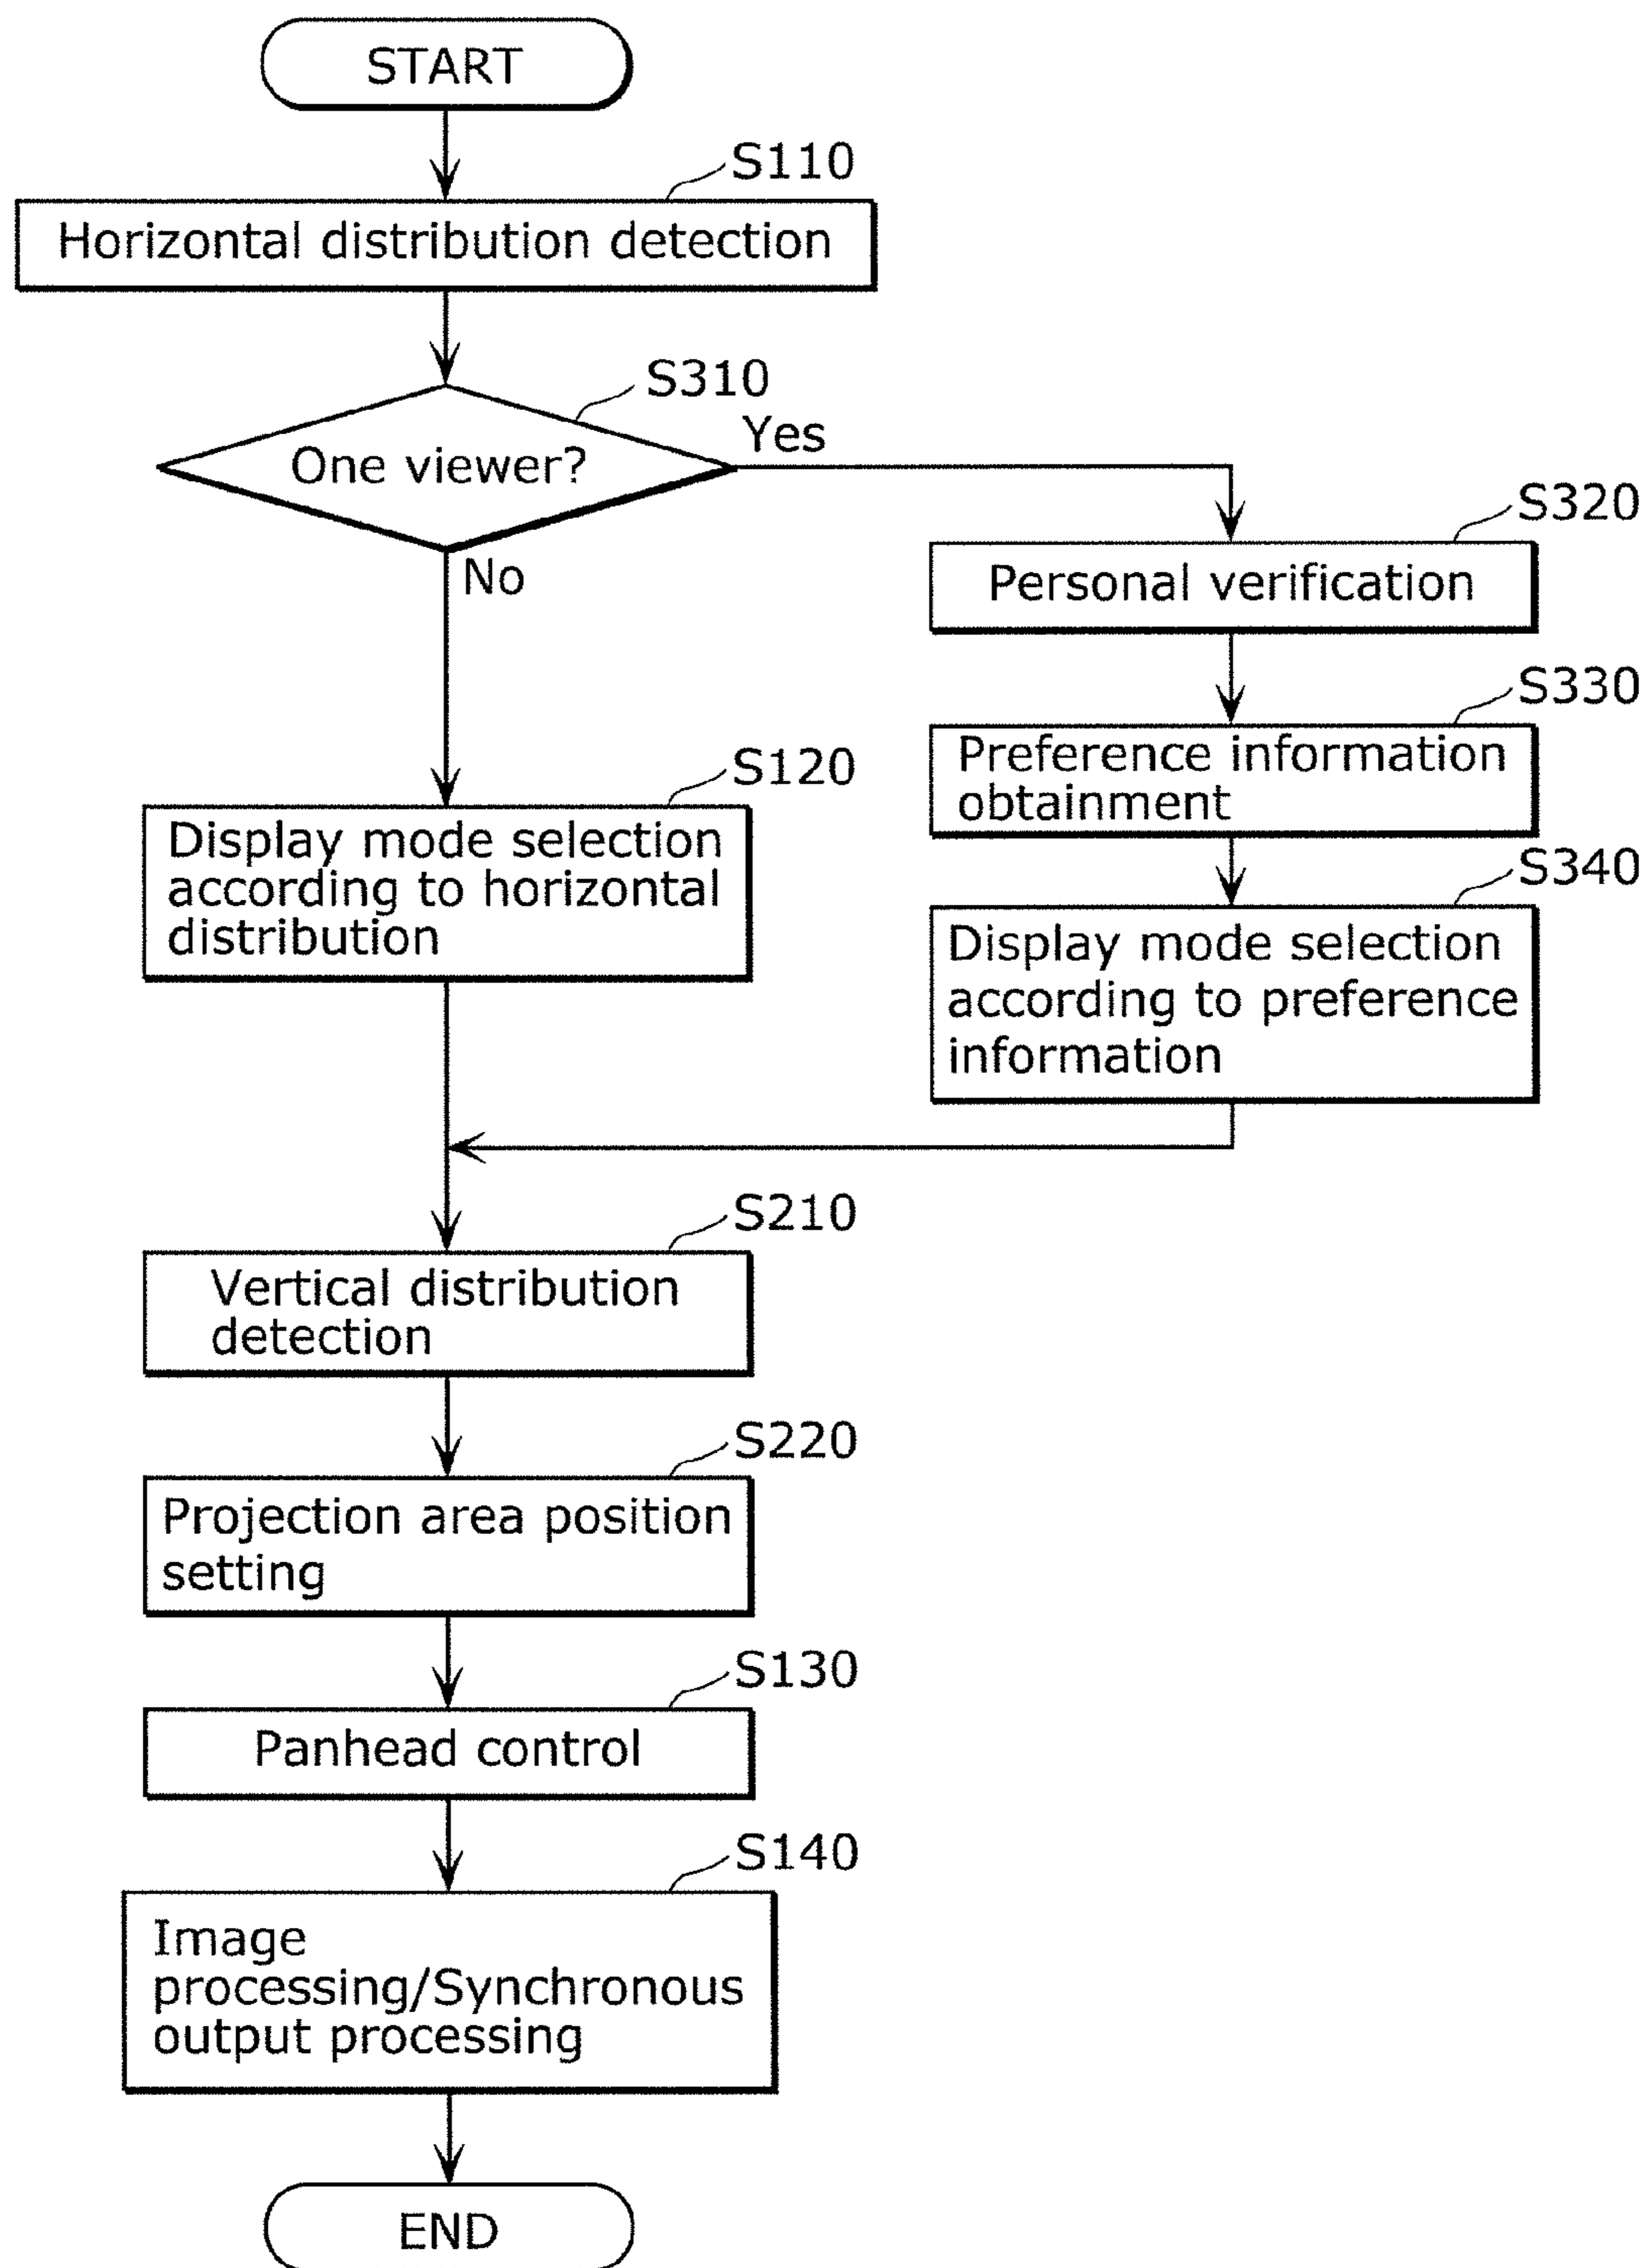 START
S110
Horizontal distribution detection
S310
One viewer?
Yes
No
S320
Personal verification
S330
Preference information
obtainment
S340
Display mode selection
according to preference
information
S120
Display mode selection
according to horizontal
distribution
S210
Vertical distribution
detection
S220
Projection area position
setting
S130
Panhead control
S140
Image
processing/Synchronous
output processing
END